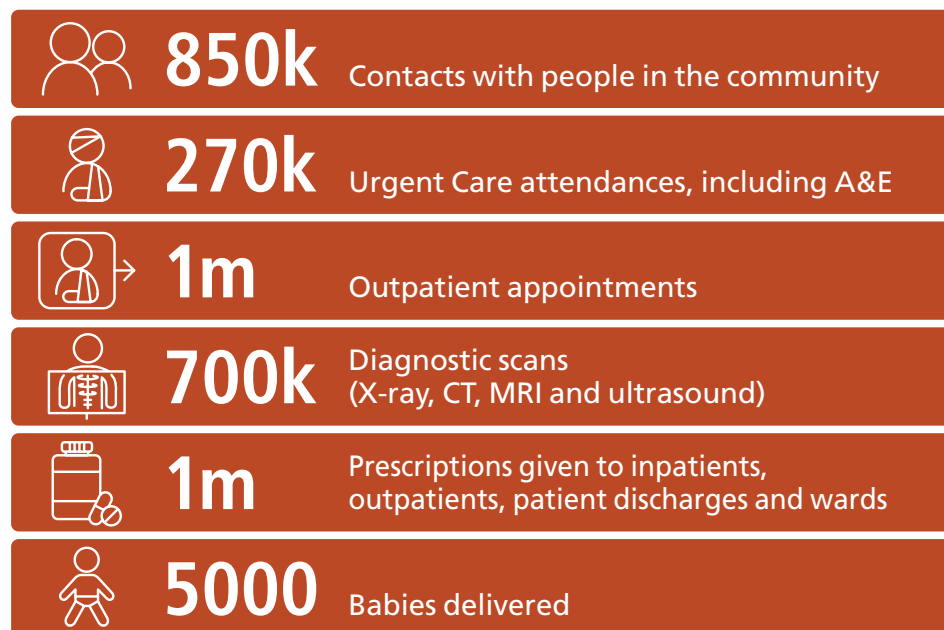 850k Contacts with people in the community
270k Urgent Care attendances, including A&E
1m Outpatient appointments
700k Diagnostic scans
(X-ray, CT, MRI and ultrasound)
1m Prescriptions given to inpatients,
outpatients, patient discharges and wards
5000 Babies delivered